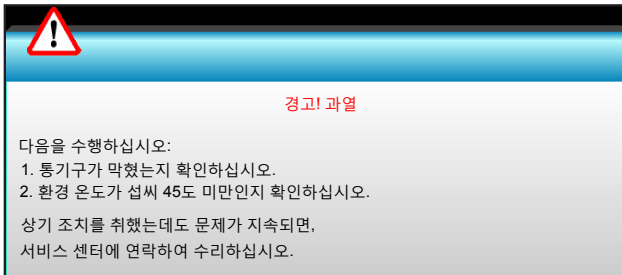 경고! 과열
다음을 수행하십시오:
1. 통기구가 막혔는지 확인하십시오.
2. 환경 온도가 섭씨 45도 미만인지 확인하십시오.
상기 조치를 취했는데도 문제가 지속되면,
서비스 센터에 연락하여 수리하십시오.